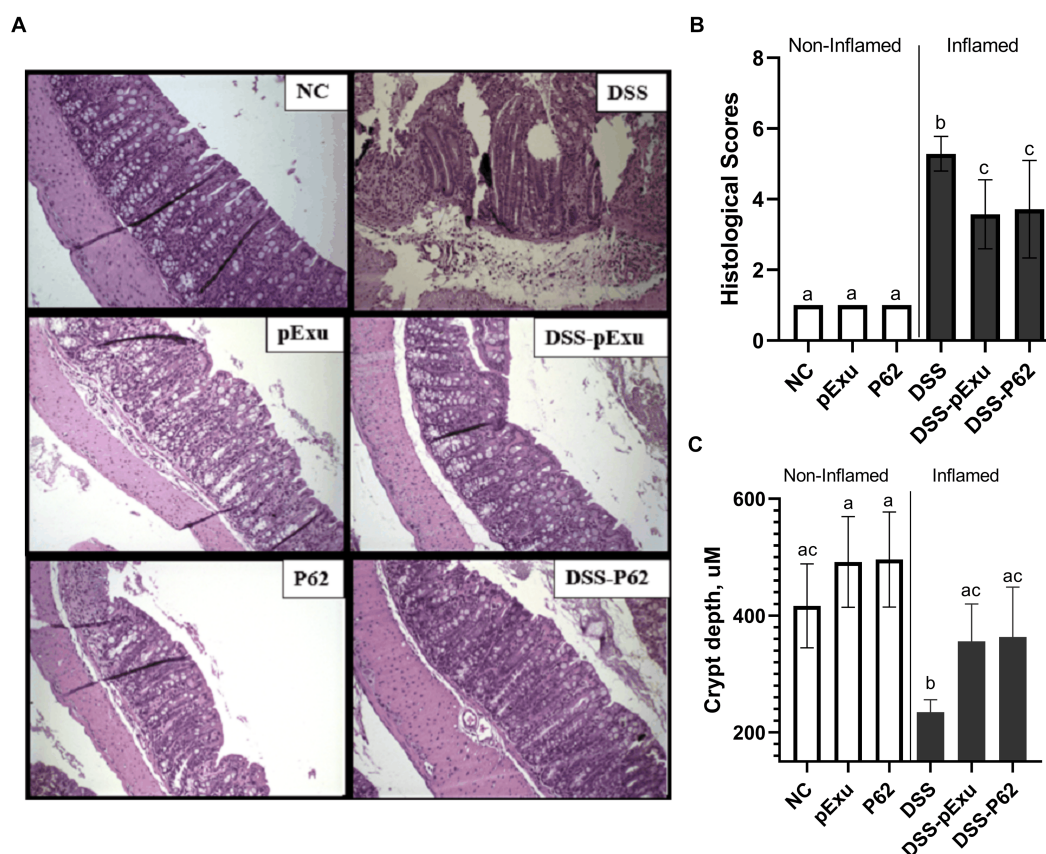 A
NC
DSS
pExu
DSS-pExu
P62
DSS-P62
B
Non-Inflamed
Inflamed
Histological Scores
8
6
4
2
0
a
a
a
b
c
c
NC
pExu
P62
DSS
DSS-pExu
DSS-P62
C
Non-Inflamed
Inflamed
Crypt depth, uM
600
400
200
ac
a
a
b
ac
ac
NC
pExu
P62
DSS
DSS-pExu
DSS-P62